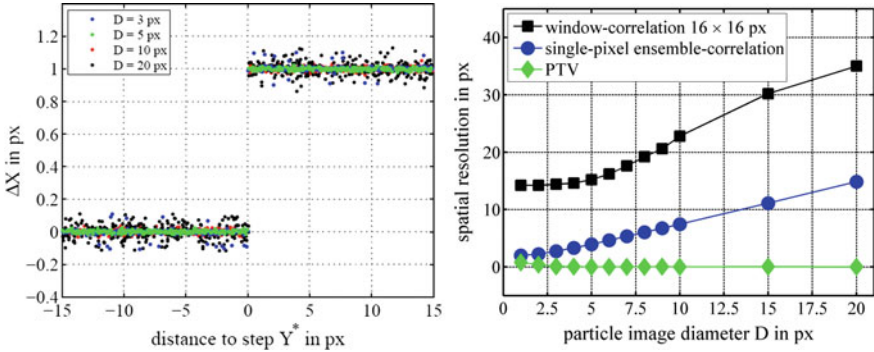 D = 3 px
D = 5 px
D = 10 px
D = 20 px
1.2
1
0.8
0.6
0.4
0.2
0
−0.2
−0.4
−15
−10
−5
0
5
10
15
ΔX in px
distance to step Y* in px
window-correlation 16 × 16 px
single-pixel ensemble-correlation
PTV
45
30
20
10
0
0
2.5
5
7.5
10
12.5
15
17.5
20
spatial resolution in px
particle image diameter D in px